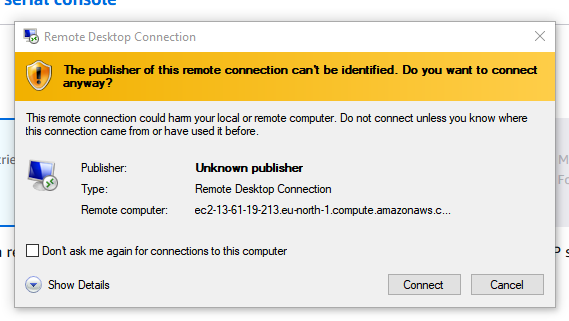 serial console
Remote Desktop Connection
The publisher of this remote connection can't be identified. Do you want to connect
anyway?
This remote connection could harm your local or remote computer. Do not connect unless you know where
this connection came from or have used it before.
Publisher: Unknown publisher
Type: Remote Desktop Connection
Remote computer: ec2-13-61-19-213.eu-north-1.compute.amazonaws.c...
Don't ask me again for connections to this computer
Show Details
Connect Cancel